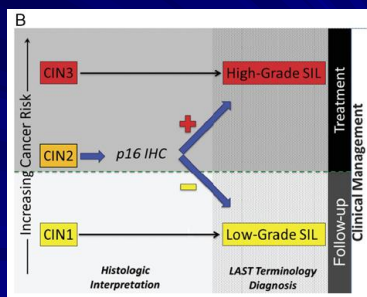 B
Increasing Cancer Risk
CIN3
High-Grade SIL
CIN2
p16 IHC
+
−
CIN1
Low-Grade SIL
Histologic
Interpretation
LAST Terminology
Diagnosis
Treatment
Follow-up
Clinical Management